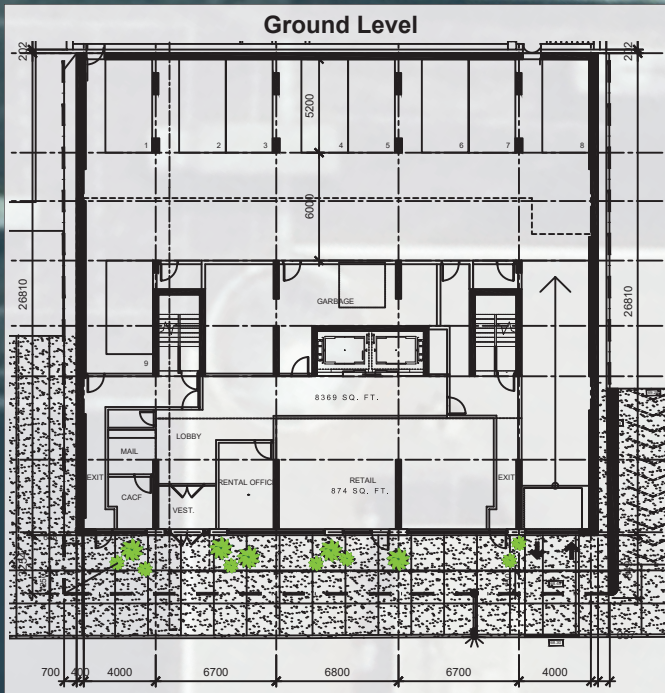 Ground Level
202
202
5200
1
2
3
4
5
6
7
8
6000
26810
26810
GARBAGE
9
8369 SQ. FT.
LOBBY
MAIL
EXIT
RENTAL OFFIC
RETAIL
874 SQ. FT.
EXIT
CACF
VEST.
700
400
4000
6700
6800
6700
4000